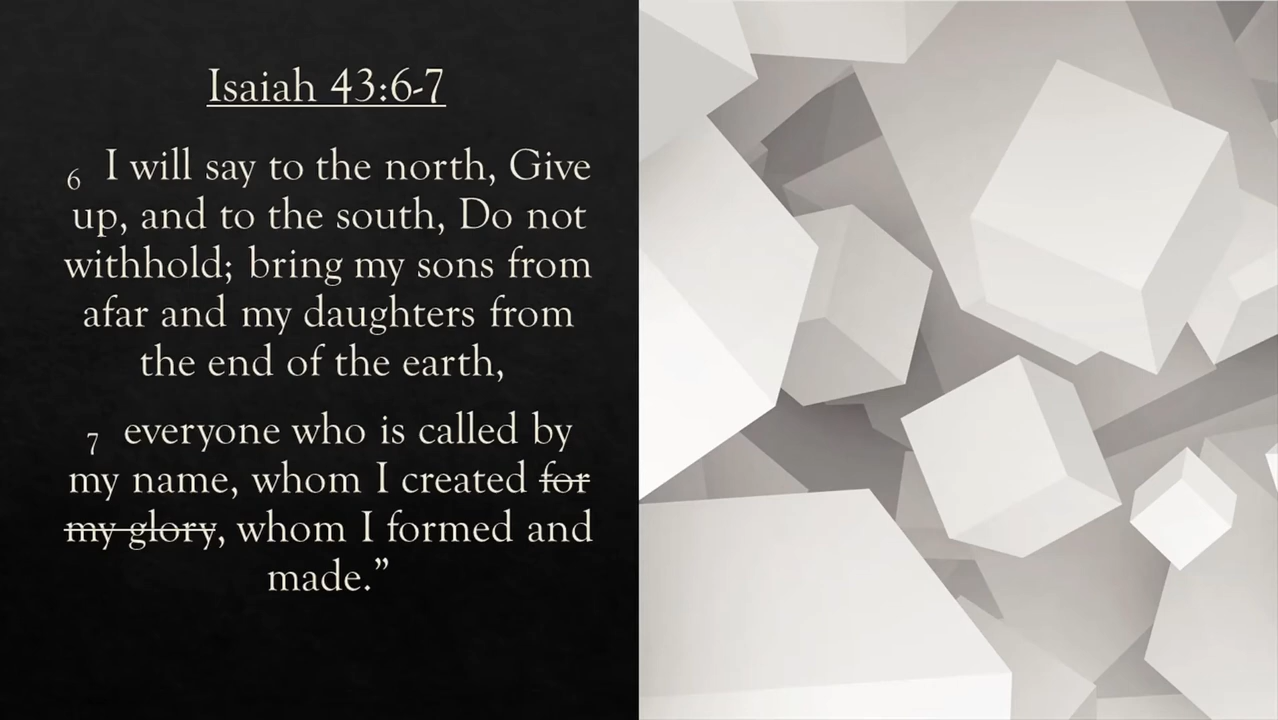 Isaiah 43:6-7
6 I will say to the north, Give
up, and to the south, Do not
withhold; bring my sons from
afar and my daughters from
the end of the earth,
7 everyone who is called by
my name, whom I created for
my glory, whom I formed and
made.”